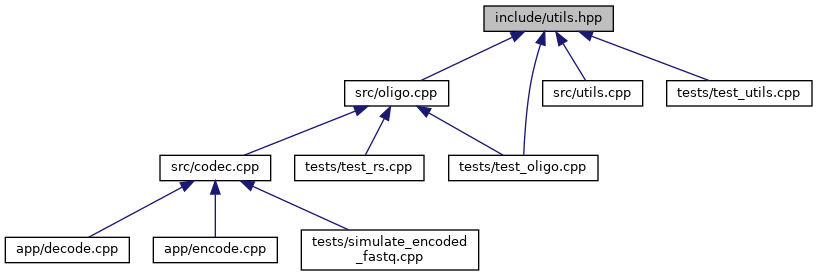 include/utils.hpp
src/oligo.cpp
src/utils.cpp
tests/test_utils.cpp
src/codec.cpp
tests/test_rs.cpp
tests/test_oligo.cpp
app/decode.cpp
app/encode.cpp
tests/simulate_encoded
_fastq.cpp